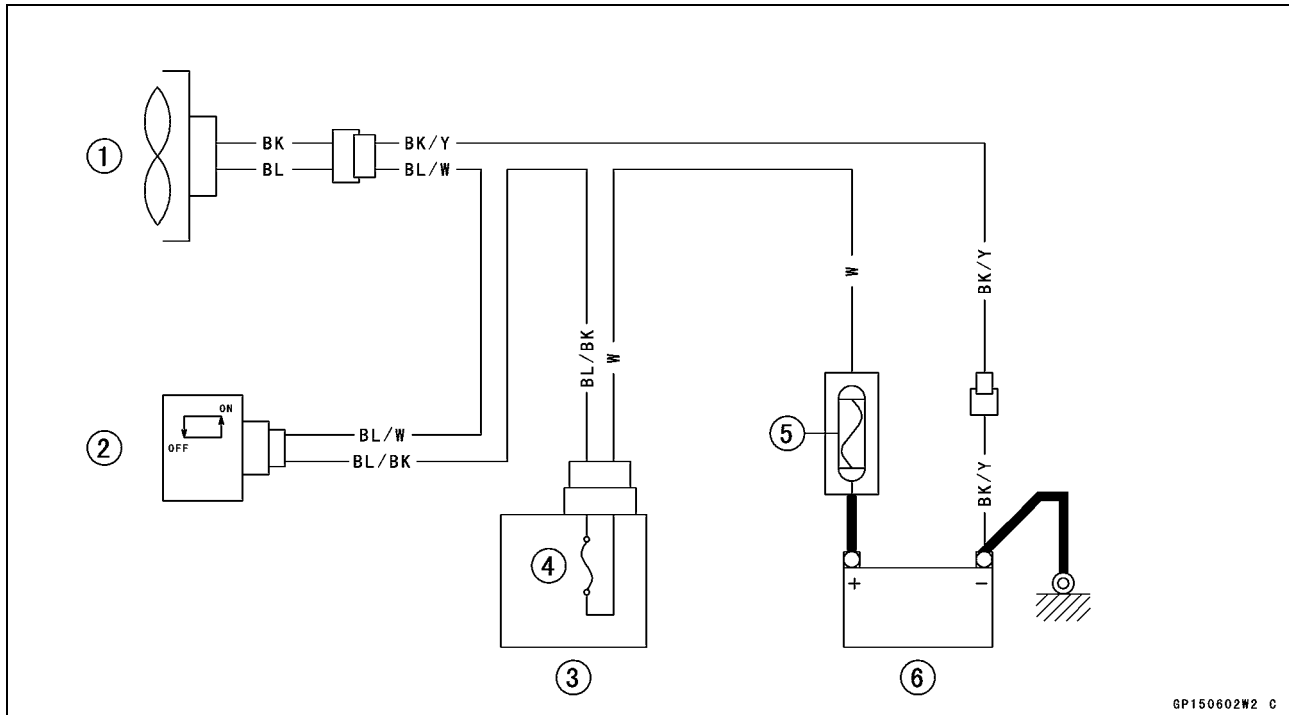 1
BK
BK/Y
BL
BL/W
2
ON
OFF
BL/W
BL/BK
BL/BK
W
W
BK/Y
BK/Y
3
4
5
6
+
−
GP150602W2 C